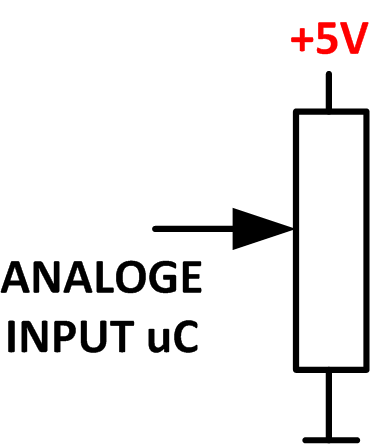 +5V
ANALOGE
INPUT uC